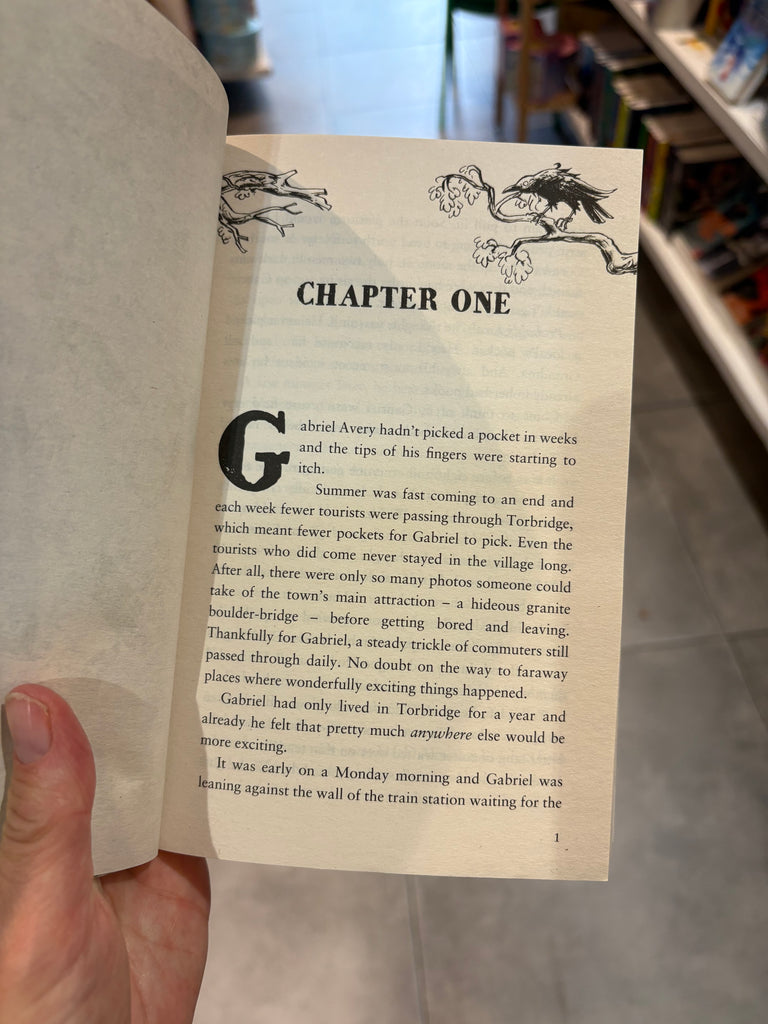 CHAPTER ONE
Gabriel Avery hadn’t picked a pocket in weeks
and the tips of his fingers were starting to
itch.
Summer was fast coming to an end and
each week fewer tourists were passing through Torbridge,
which meant fewer pockets for Gabriel to pick. Even the
tourists who did come never stayed in the village long.
After all, there were only so many photos someone could
take of the town’s main attraction – a hideous granite
boulder-bridge – before getting bored and leaving.
Thankfully for Gabriel, a steady trickle of commuters still
passed through daily. No doubt on the way to faraway
places where wonderfully exciting things happened.
Gabriel had only lived in Torbridge for a year and
already he felt that pretty much anywhere else would be
more exciting.
It was early on a Monday morning and Gabriel was
leaning against the wall of the train station waiting for the
1